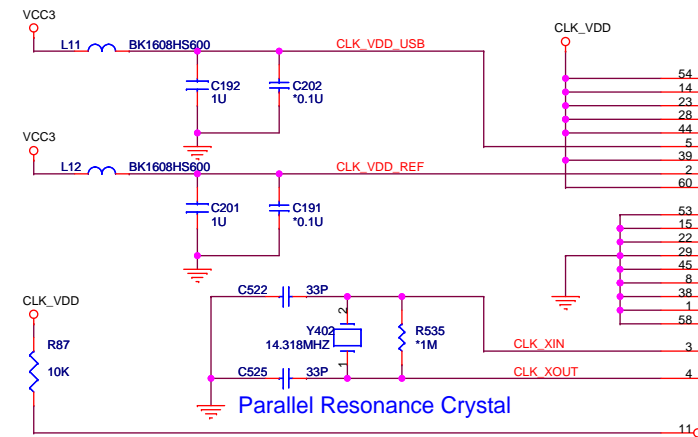 VCC3
CLK_VDD
L11
BK1608HS600
CLK_VDD_USB
C192
1U
C202
*0.1U
54
14
23
28
44
5
39
2
60
VCC3
L12
BK1608HS600
CLK_VDD_REF
C201
1U
C191
*0.1U
53
15
22
29
45
8
38
1
58
CLK_VDD
C522
33P
R87
10K
2
Y402
14.318MHZ
1
R535
*1M
CLK_XIN
3
C525
33P
CLK_XOUT
4
Parallel Resonance Crystal
11